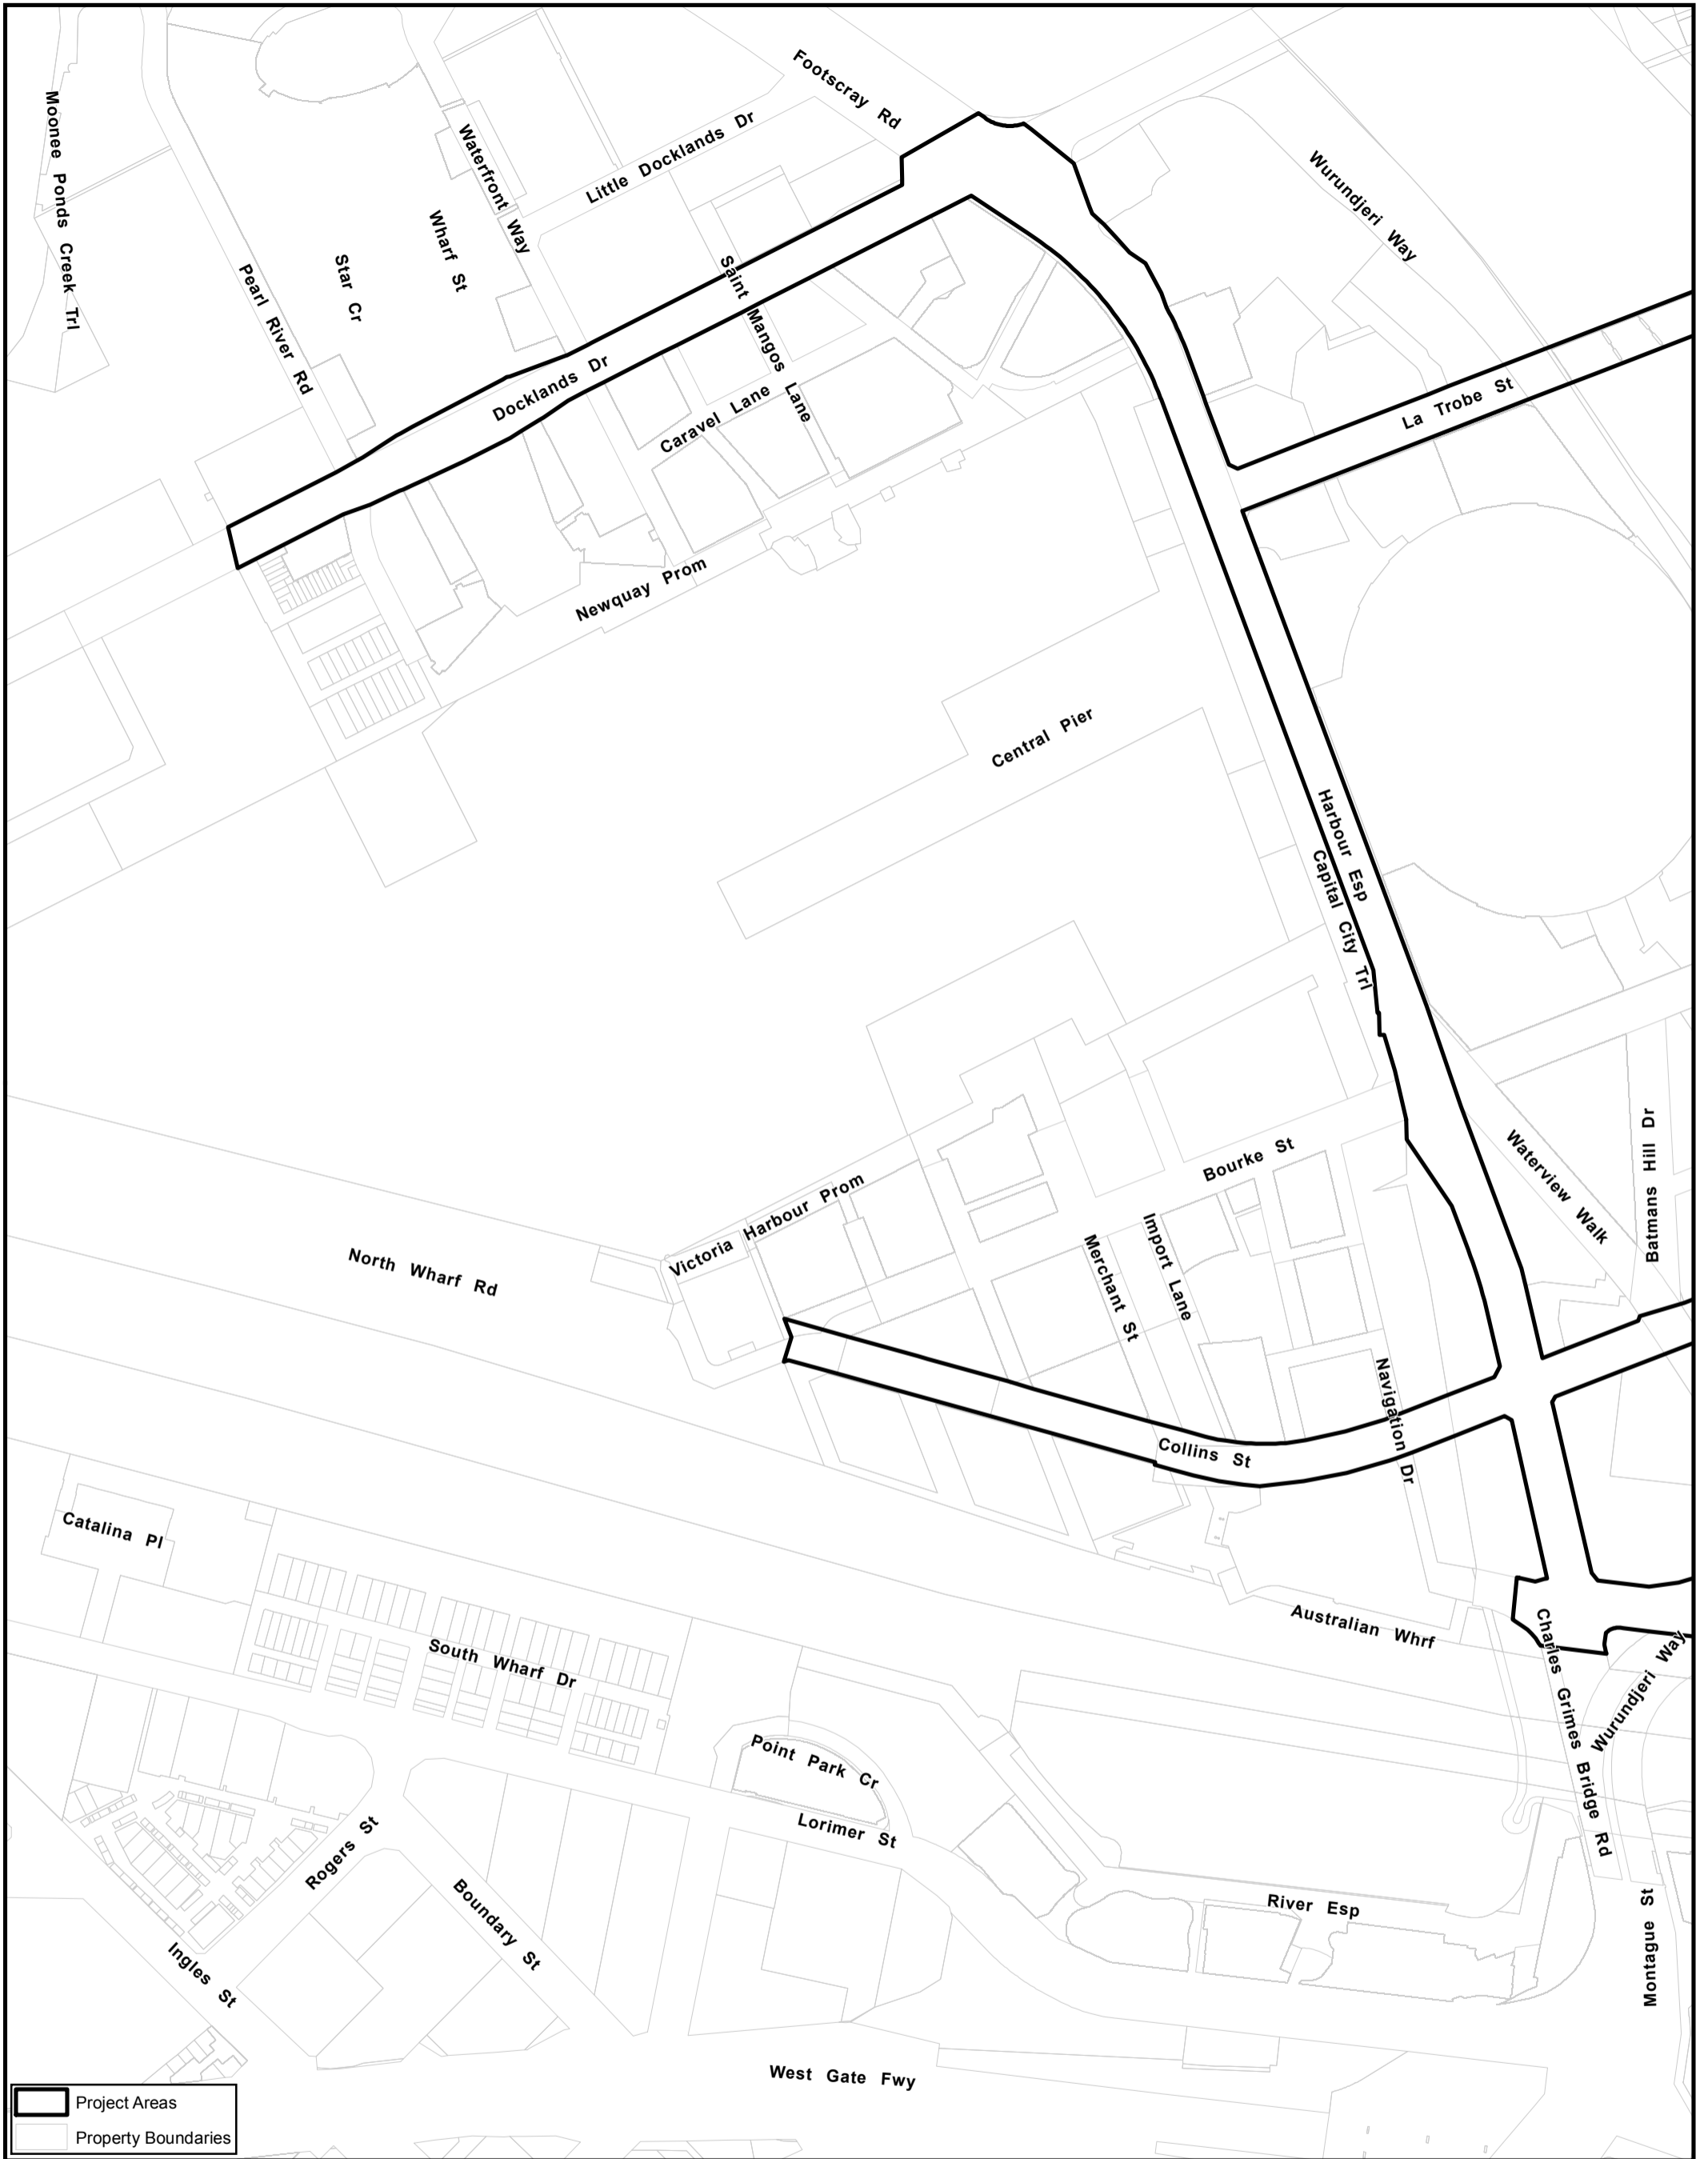 Footscray Rd
Moonee Ponds Creek Trl
Waterfront Way
Little Docklands Dr
Wurundjeri Way
Wharf St
Star Cr
Pearl River Rd
Saint Mangos Lane
Docklands Dr
Caravel Lane
La Trobe St
Newquay Prom
Central Pier
Harbour Esp
Capital City Trl
Bourke St
Waterview Walk
Batmans Hill Dr
Victoria Harbour Prom
North Wharf Rd
Merchant St
Import Lane
Navigation Dr
Collins St
Catalina Pl
Australian Whrf
South Wharf Dr
Charles Grimes Bridge Rd
Wurundjeri Way
Point Park Cr
Lorimer St
Rogers St
Boundary St
River Esp
Montague St
Ingles St
West Gate Fwy
Project Areas
Property Boundaries